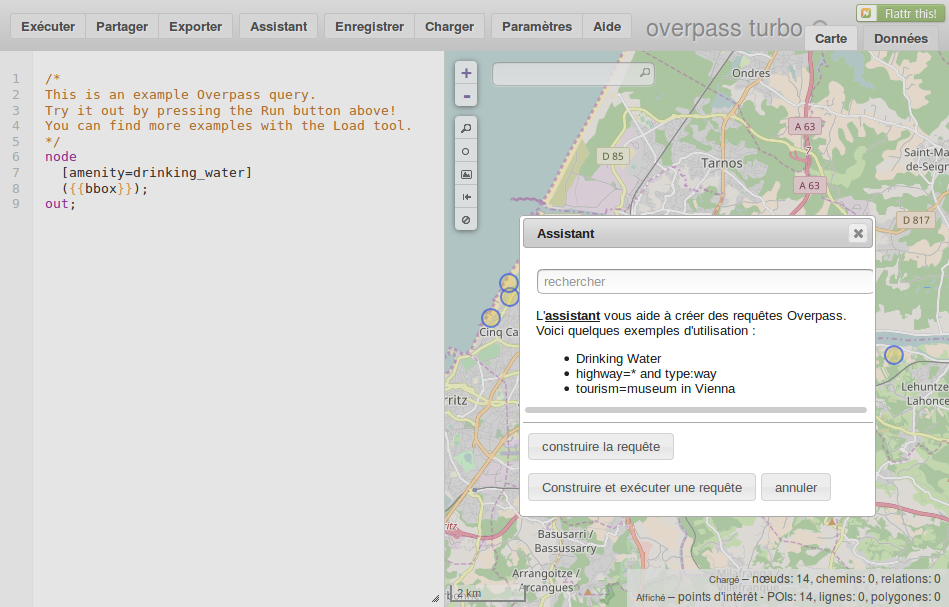 Exécuter Partager Exporter Assistant Enregistrer Charger Paramètres Aide overpass turbo Flattr this!
Carte Données
1 /*
2 This is an example Overpass query.
3 Try it out by pressing the Run button above!
4 You can find more examples with the Load tool.
5 */
6 node
7 [amenity=drinking_water]
8 ({{bbox}});
9 out;
+
-
Ondres
A 63
7
D 85
Tarnos
Saint-Ma
de-Seign
A 63
D 817
Assistant
rechercher
L'assistant vous aide à créer des requêtes Overpass.
Voici quelques exemples d'utilisation :
• Drinking Water
• highway=* and type:way
• tourism=museum in Vienna
construire la requête
Construire et exécuter une requête annuler
Cinq Ca
rritz
Lehuntze
Lahonce
ritz
Basusarri /
Bassussarry
Arrangoitze /
Arcangues
2 km
Chargé – nœuds: 14, chemins: 0, relations: 0
Affiché – points d'intérêt - POIs: 14, lignes: 0, polygones: 0